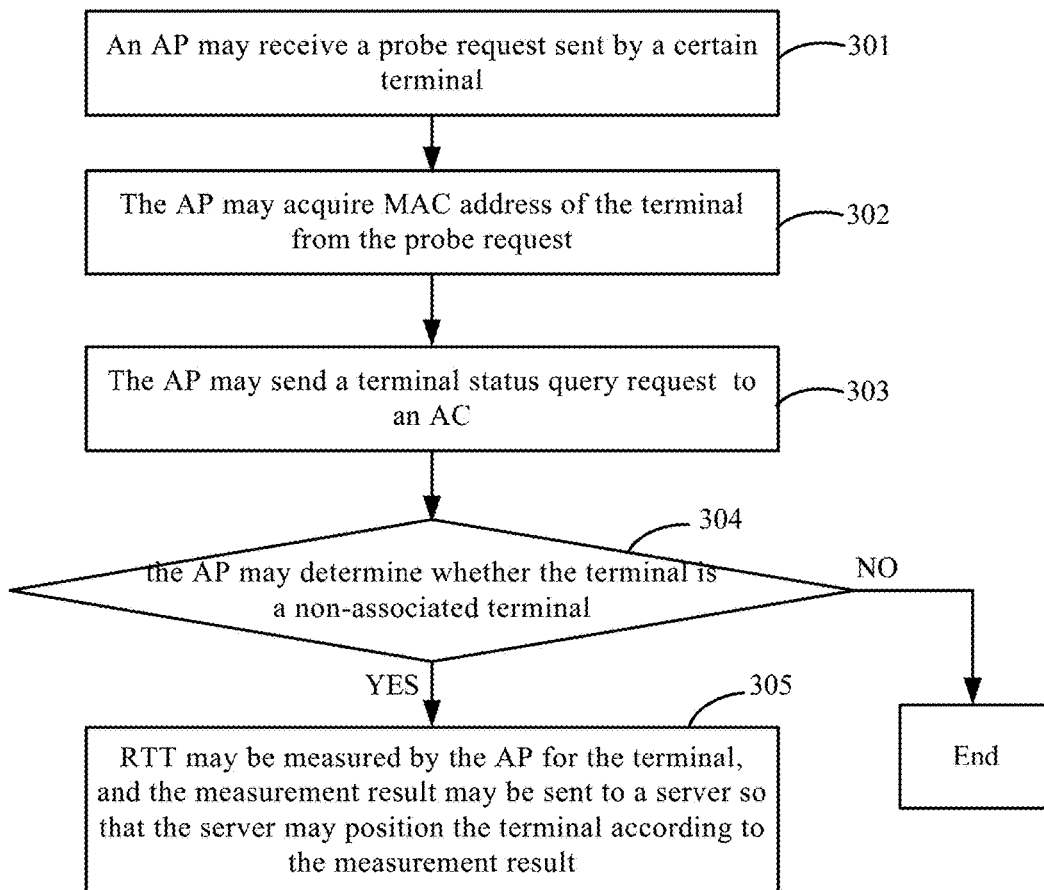 An AP may receive a probe request sent by a certain
terminal
301
The AP may acquire MAC address of the terminal
from the probe request
302
The AP may send a terminal status query request to
an AC
303
304
the AP may determine whether the terminal is
a non-associated terminal
NO
YES
305
RTT may be measured by the AP for the terminal,
and the measurement result may be sent to a server so
that the server may position the terminal according to
the measurement result
End